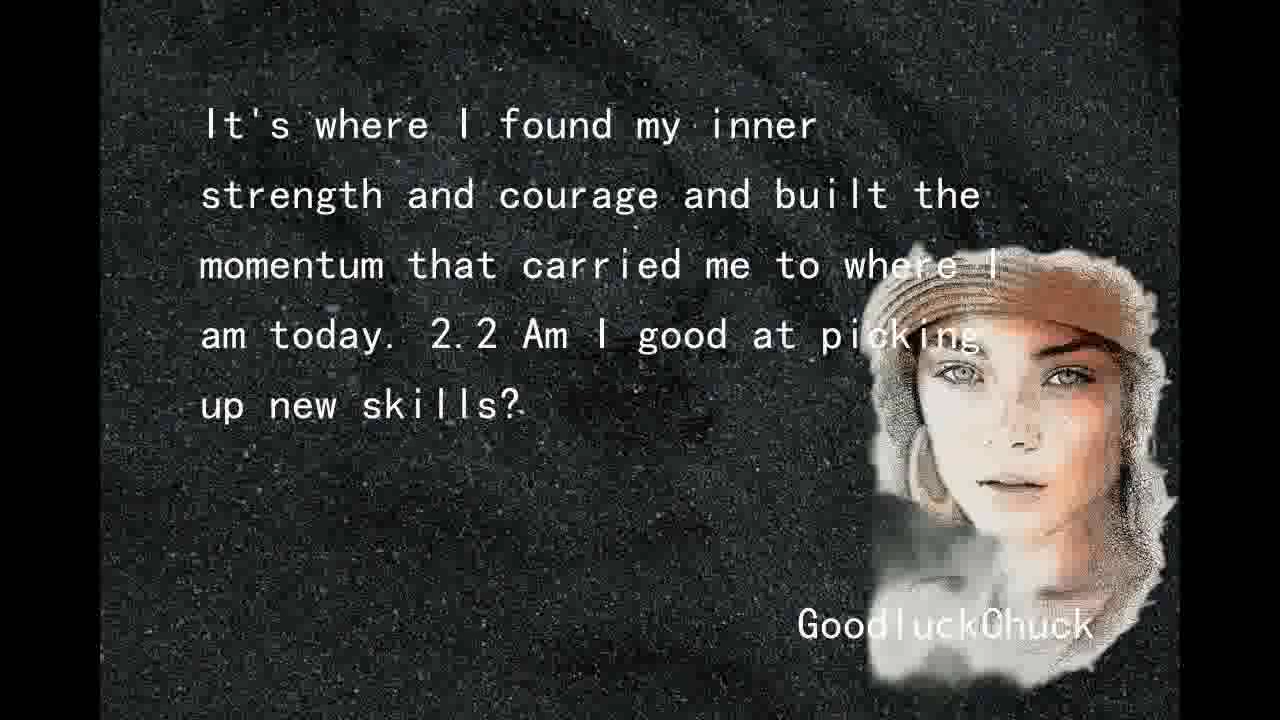 It's where I found my inner
strength and courage and built the
momentum that carried me to where I
am today. 2.2 Am I good at picking
up new skills?
GoodluckChuck